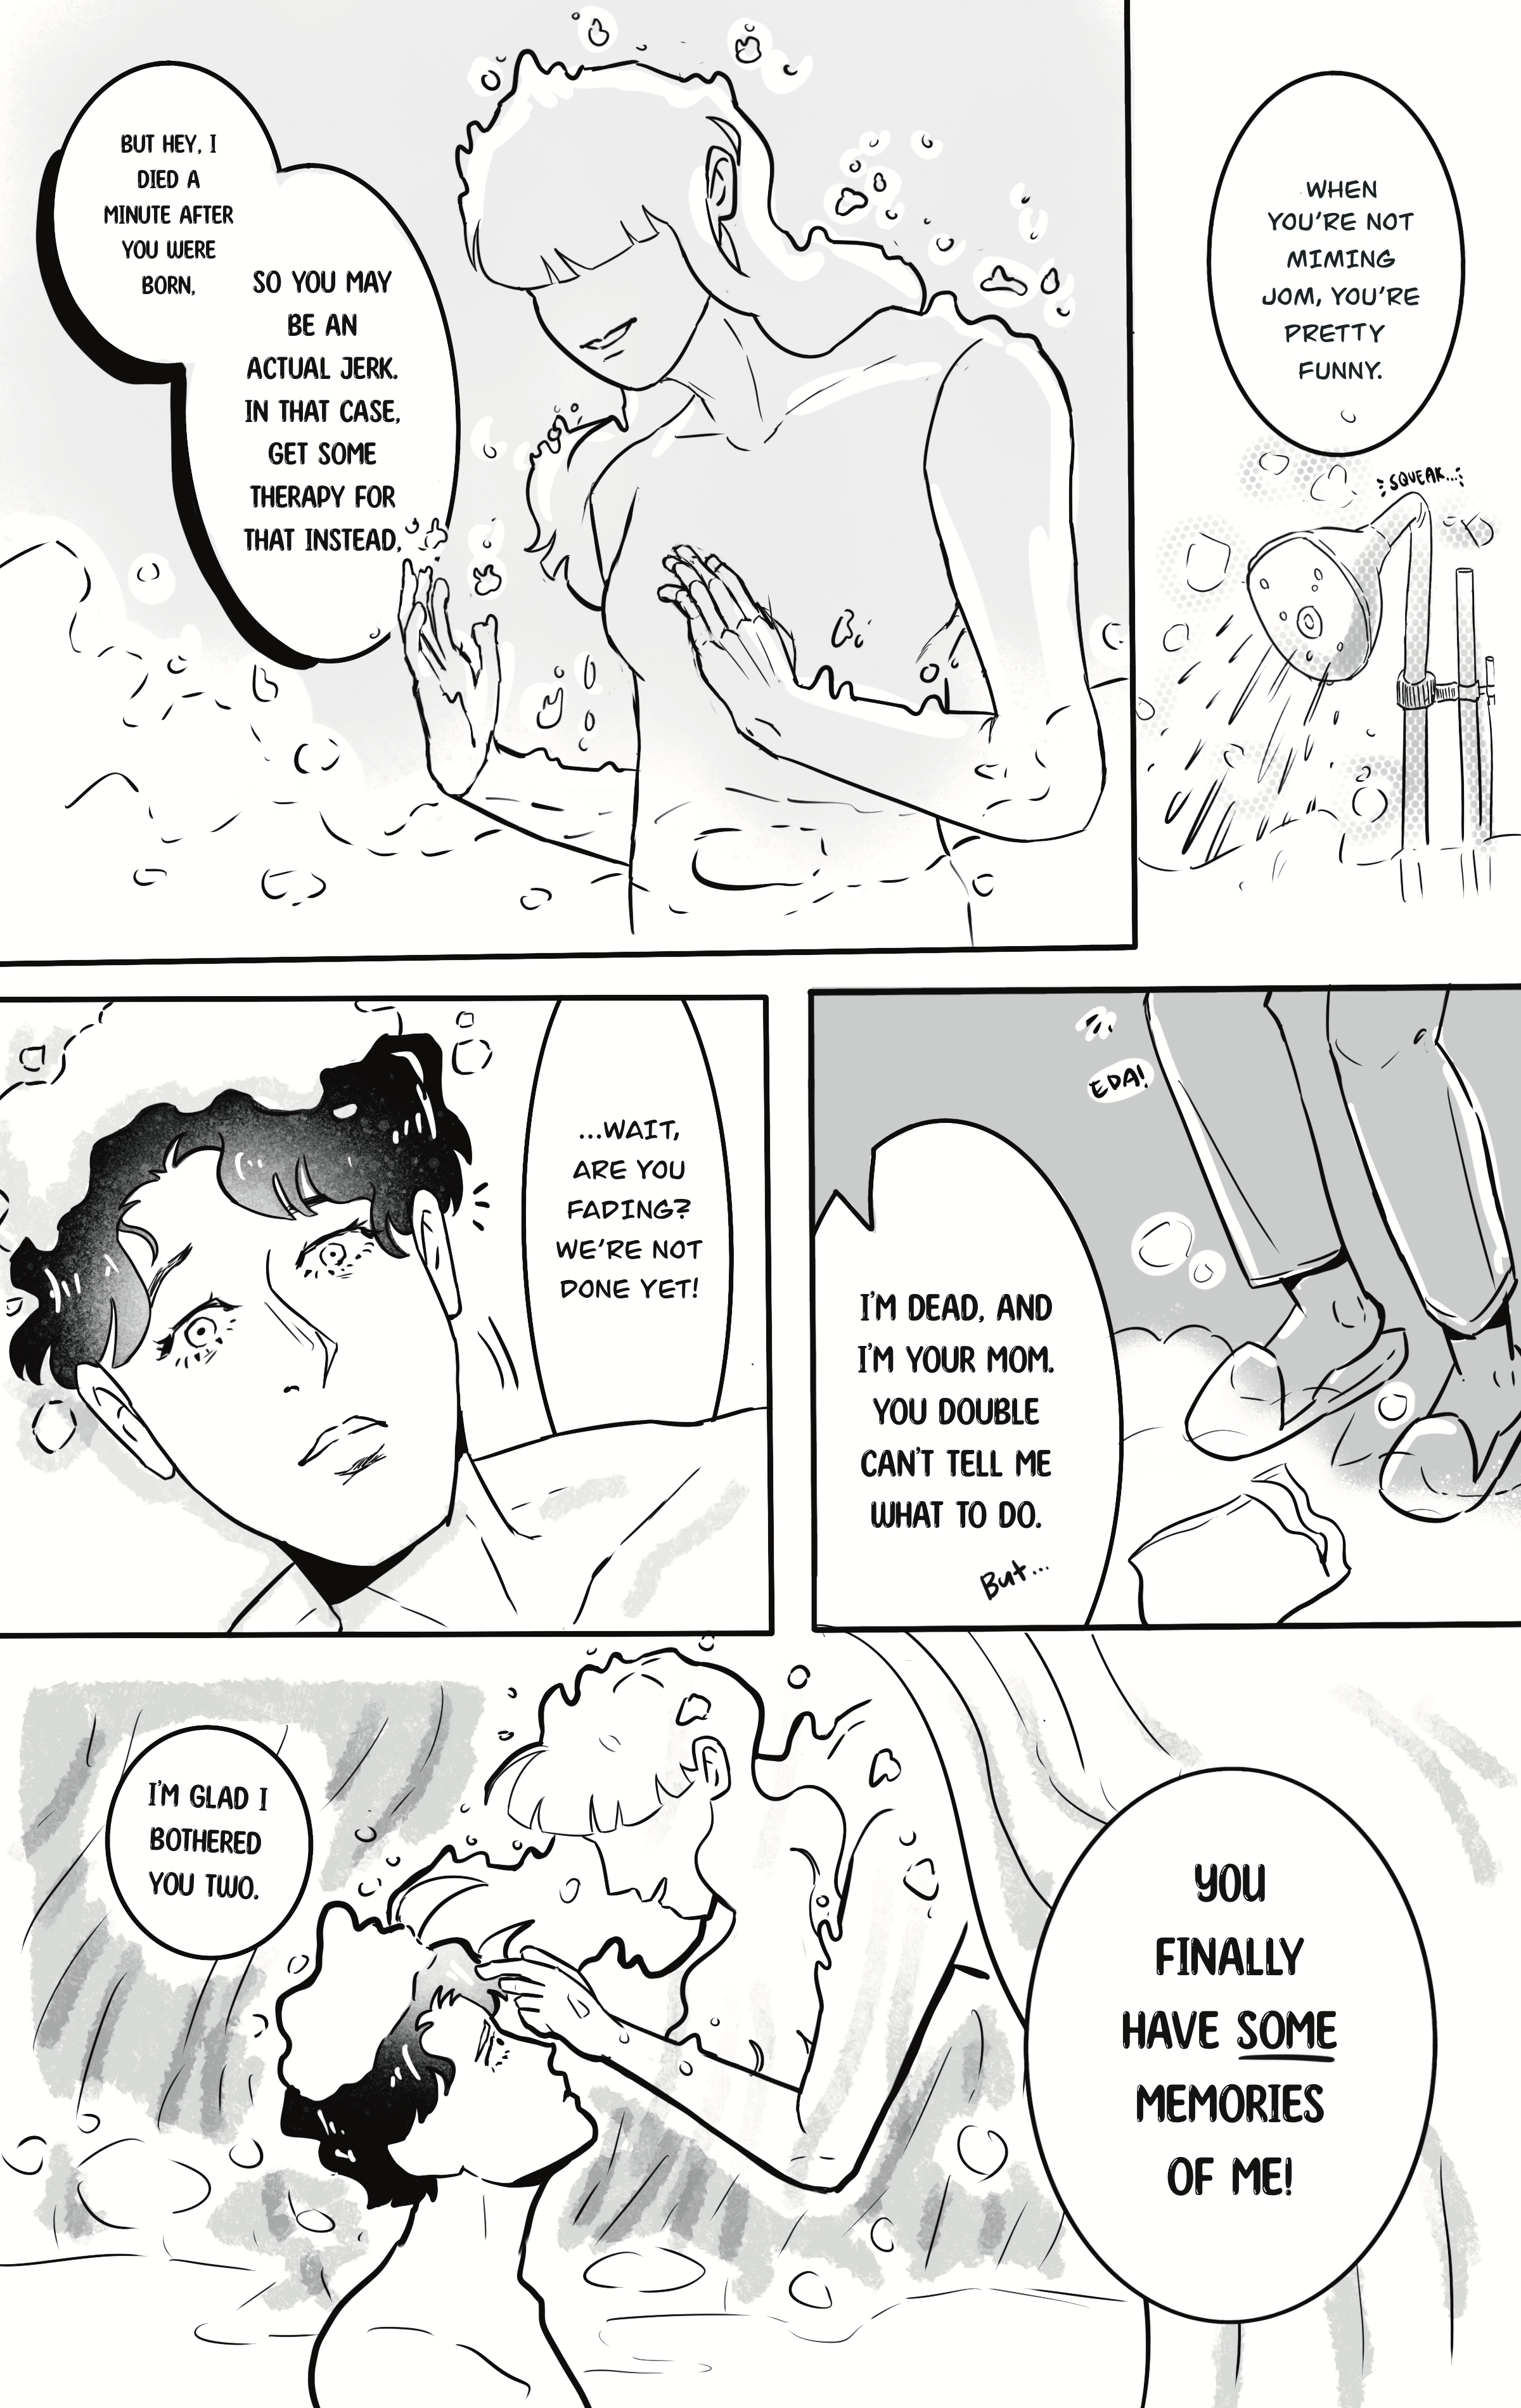 BUT HEY, I
DIED A
MINUTE AFTER
YOU WERE
BORN,
SO YOU MAY
BE AN
ACTUAL JERK.
IN THAT CASE,
GET SOME
THERAPY FOR
THAT INSTEAD,
WHEN
YOU'RE NOT
MIMING
JOM, YOU'RE
PRETTY
FUNNY.
SQUEAK...
...WAIT,
ARE YOU
FADING?
WE'RE NOT
DONE YET!
EDA!
I'M DEAD, AND
I'M YOUR MOM.
YOU DOUBLE
CAN'T TELL ME
WHAT TO DO.
But...
I'M GLAD I
BOTHERED
YOU TWO.
YOU
FINALLY
HAVE SOME
MEMORIES
OF ME!